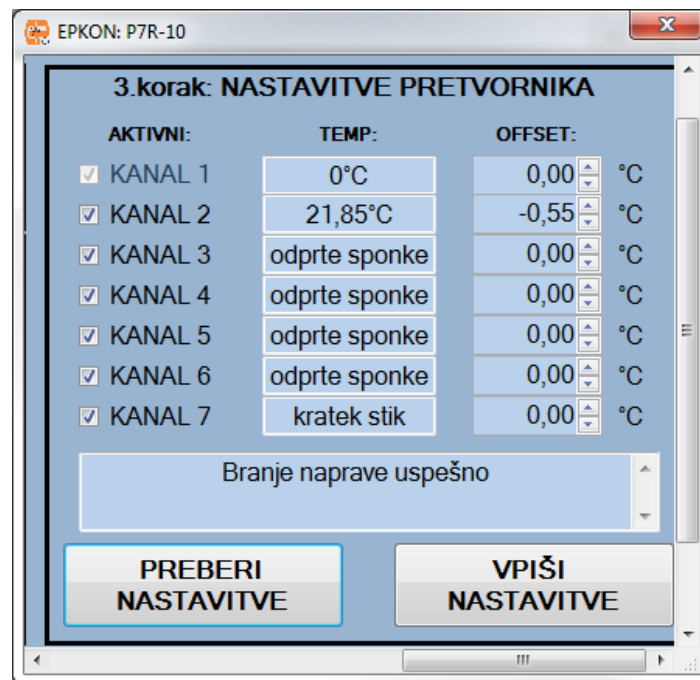 EPKON: P7R-10
3.korak: NASTAVITVE PRETVORNIKA
AKTIVNI: TEMP: OFFSET:
KANAL 1 0°C 0,00 °C
KANAL 2 21,85°C -0,55 °C
KANAL 3 odprte sponke 0,00 °C
KANAL 4 odprte sponke 0,00 °C
KANAL 5 odprte sponke 0,00 °C
KANAL 6 odprte sponke 0,00 °C
KANAL 7 kratek stik 0,00 °C
Branje naprave uspešno
PREBERI
NASTAVITVE
VPIŠI
NASTAVITVE